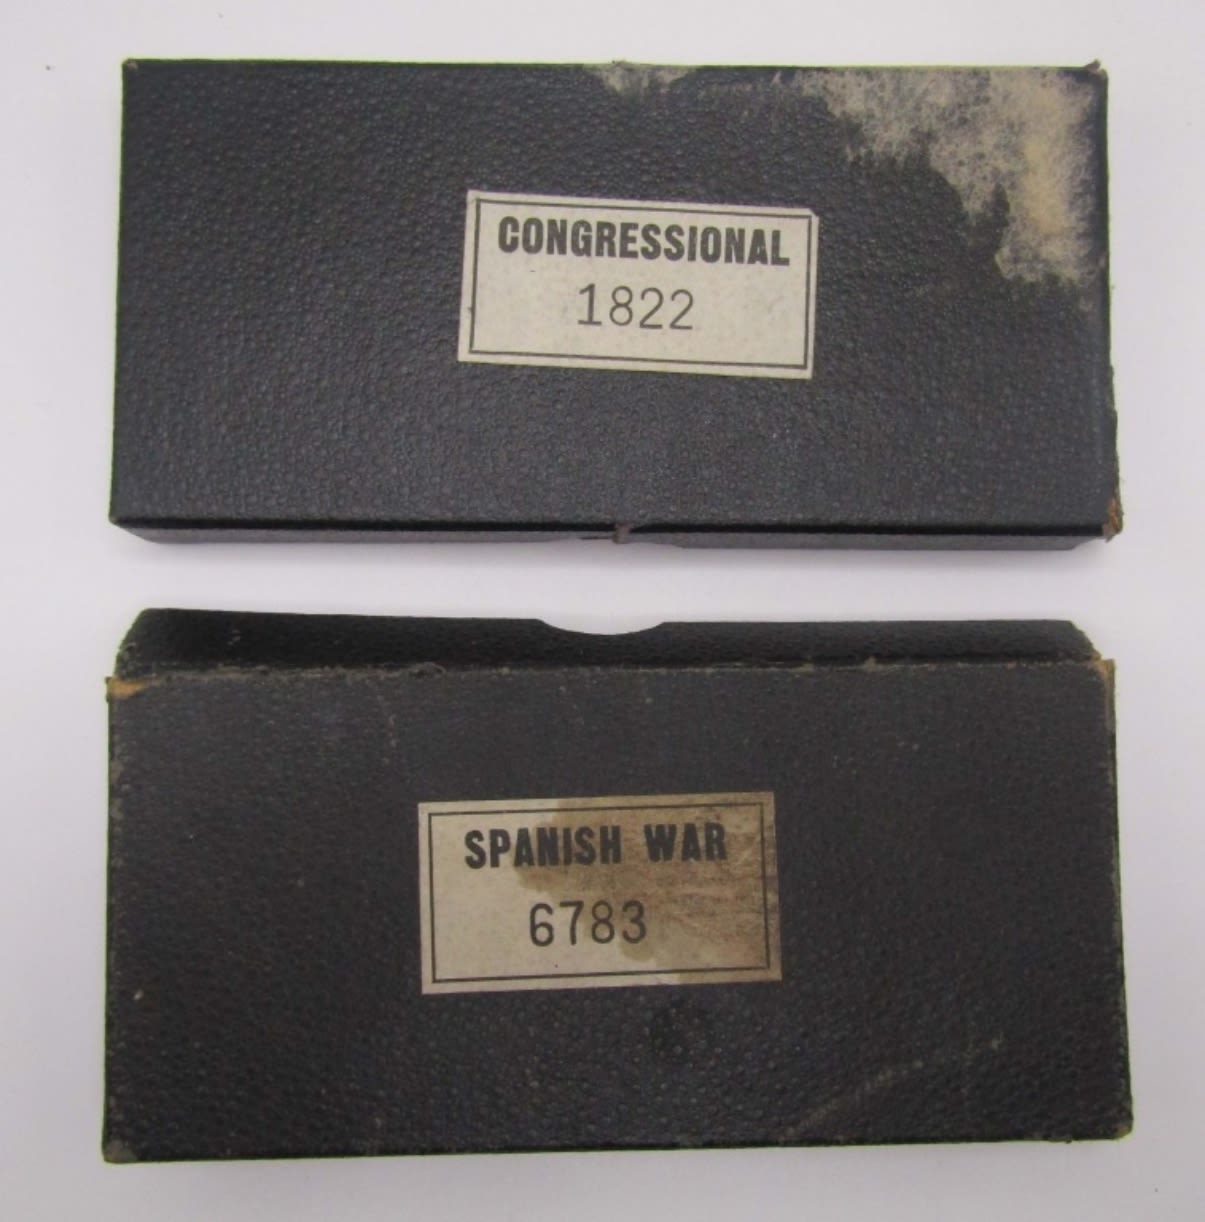 CONGRESSIONAL
1822
SPANISH WAR
6783